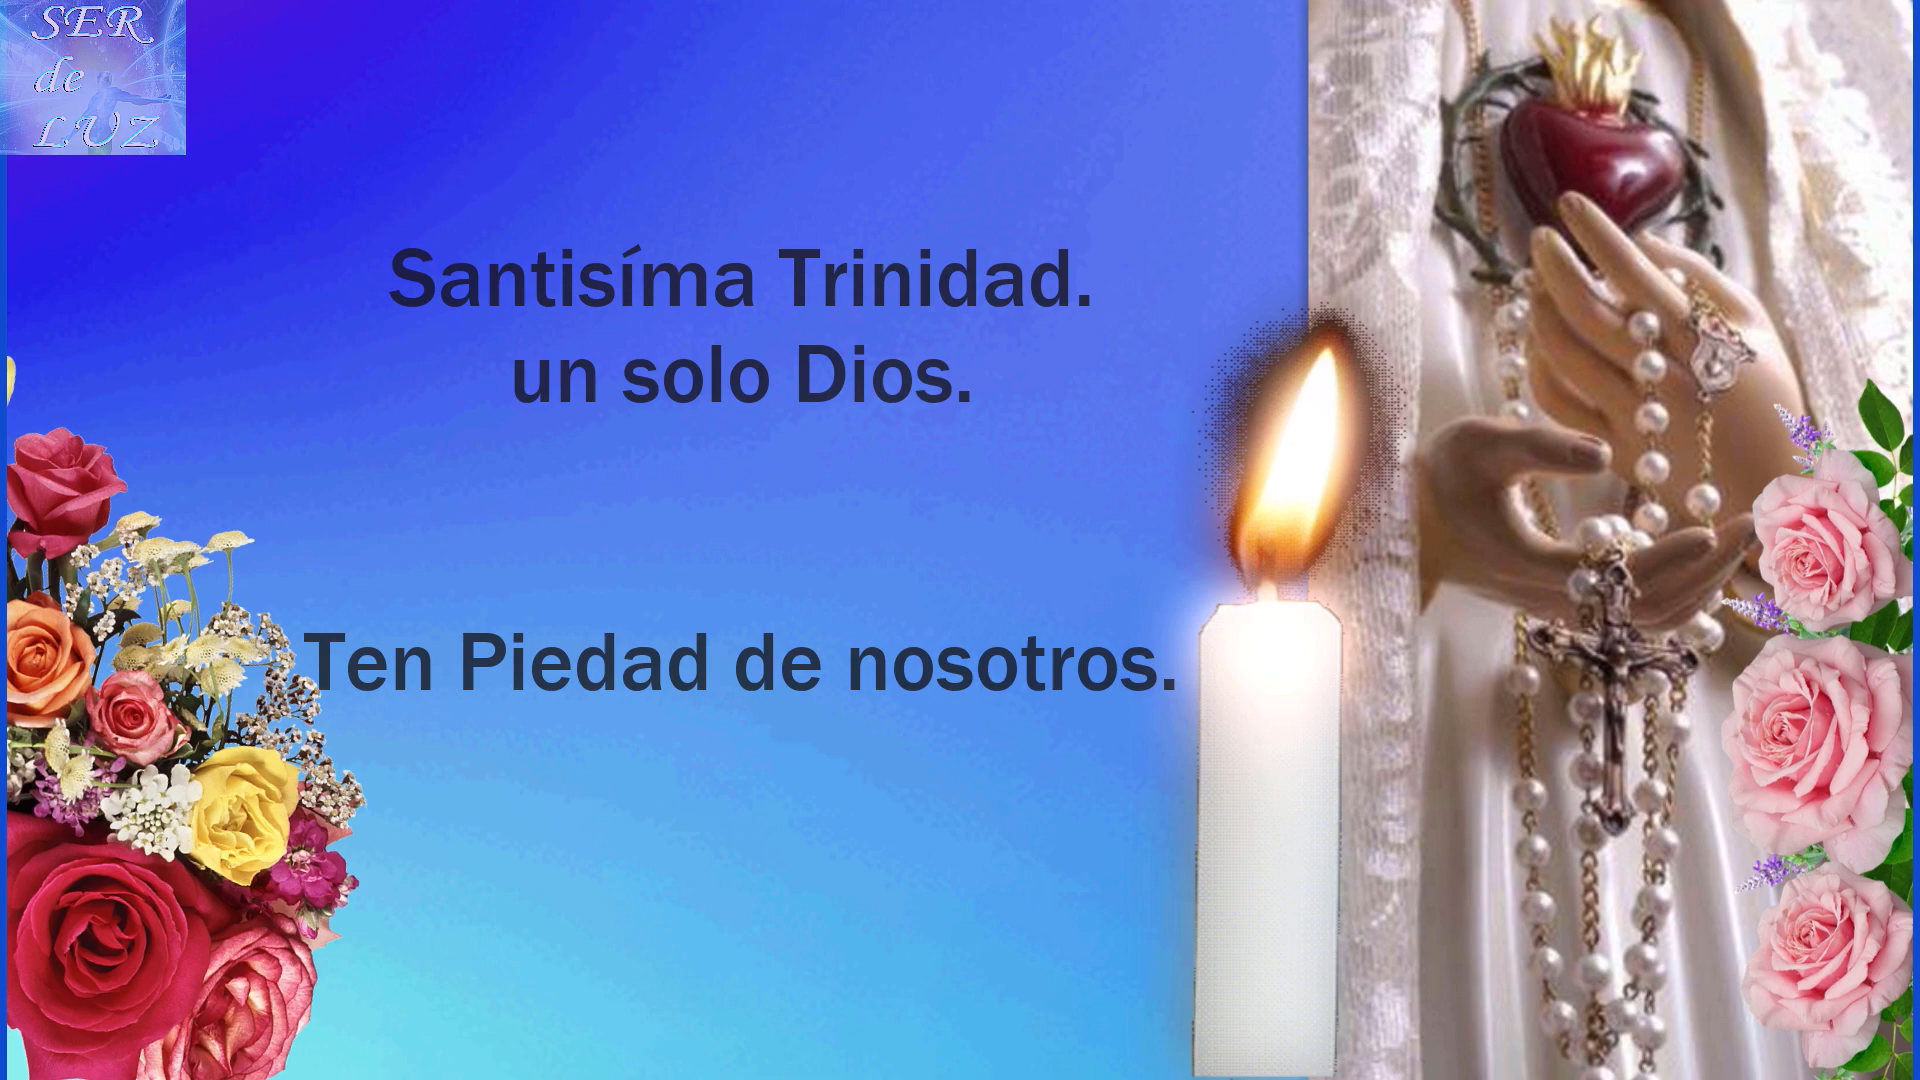 SER
de
LUZ
Santisíma Trinidad.
un solo Dios.
Ten Piedad de nosotros.